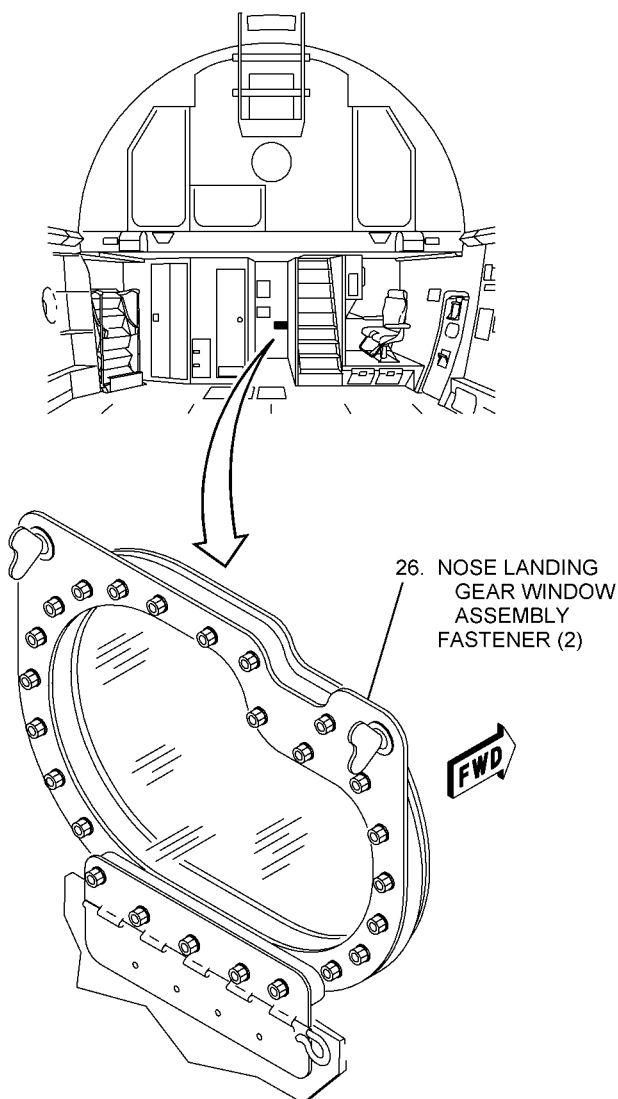 26. NOSE LANDING
GEAR WINDOW
ASSEMBLY
FASTENER (2)
FWD